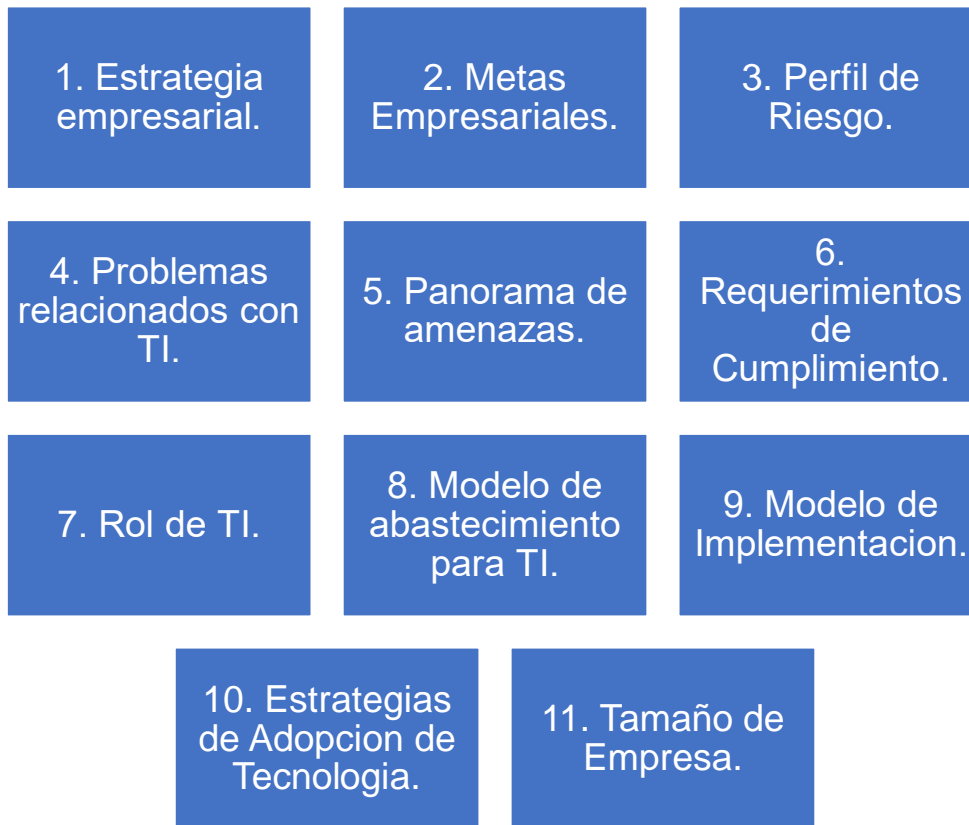 1. Estrategia
empresarial.
2. Metas
Empresariales.
3. Perfil de
Riesgo.
4. Problemas
relacionados con
TI.
5. Panorama de
amenazas.
6.
Requerimientos
de
Cumplimiento.
7. Rol de TI.
8. Modelo de
abastecimiento
para TI.
9. Modelo de
Implementacion.
10. Estrategias
de Adopcion de
Tecnologia.
11. Tamaño de
Empresa.